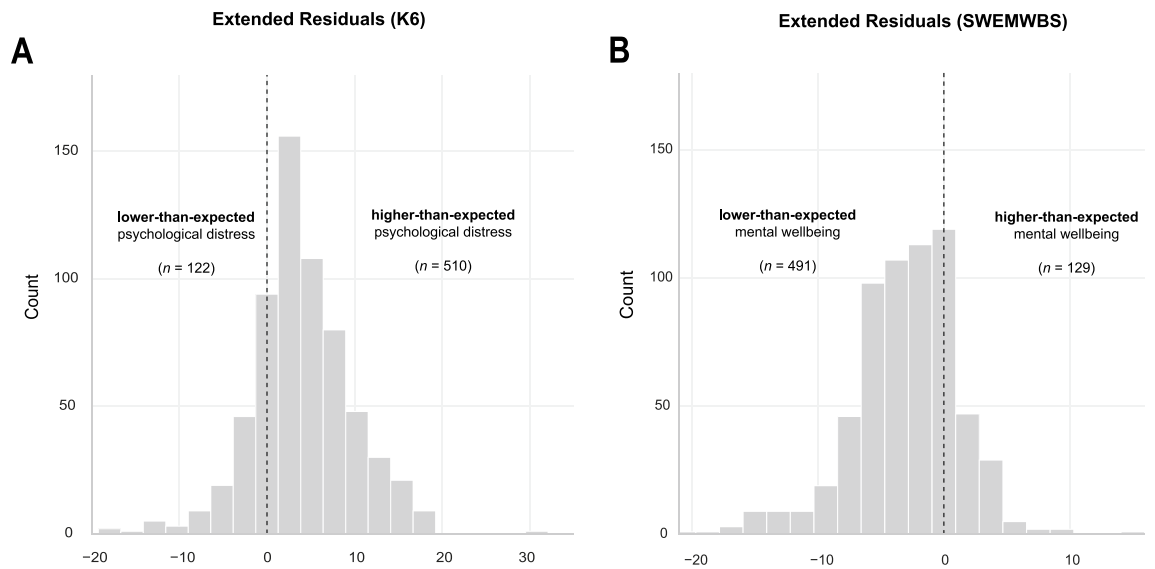 Extended Residuals (K6)
A
150
100
50
0
Count
lower-than-expected
psychological distress
(n = 122)
higher-than-expected
psychological distress
(n = 510)
−20
−10
0
10
20
30
Extended Residuals (SWEMWBS)
B
150
100
50
0
Count
lower-than-expected
mental wellbeing
(n = 491)
higher-than-expected
mental wellbeing
(n = 129)
−20
−10
0
10